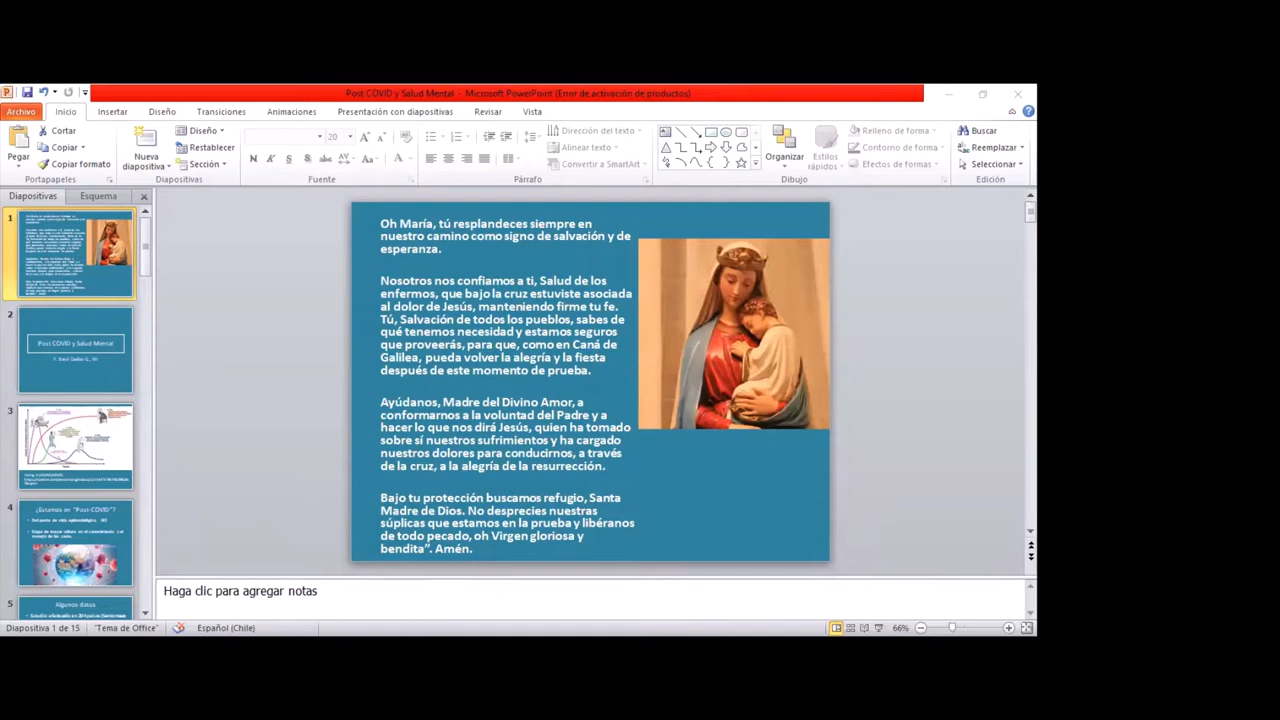 Post COVID y Salud Mental - Microsoft PowerPoint (Error de activación de productos)
Archivo Inicio Insertar Diseño Transiciones Animaciones Presentación con diapositivas Revisar Vista
Pegar
Cortar
Copiar
Copiar formato
Portapapeles
Nueva
diapositiva
Diseño
Restablecer
Sección
Diapositivas
20
Fuente
Dirección del texto
Alinear texto
Convertir a SmartArt
Párrafo
Organizar
Estilos
rápidos
Relleno de forma
Contorno de forma
Efectos de formas
Dibujo
Buscar
Reemplazar
Seleccionar
Edición
Diapositivas Esquema
1
2
Post COVID y Salud Mental
3
4
¿Estamos en "Post-COVID"?
5
Algunos datos
Oh María, tú resplandeces siempre en
nuestro camino como signo de salvación y de
esperanza.
Nosotros nos confiamos a ti, Salud de los
enfermos, que bajo la cruz estuviste asociada
al dolor de Jesús, manteniendo firme tu fe.
Tú, Salvación de todos los pueblos, sabes de
qué tenemos necesidad y estamos seguros
que proveerás, para que, como en Caná de
Galilea, pueda volver la alegría y la fiesta
después de este momento de prueba.
Ayúdanos, Madre del Divino Amor, a
conformarnos a la voluntad del Padre y a
hacer lo que nos dirá Jesús, quien ha tomado
sobre sí nuestros sufrimientos y ha cargado
nuestros dolores para conducirnos, a través
de la cruz, a la alegría de la resurrección.
Bajo tu protección buscamos refugio, Santa
Madre de Dios. No desprecies nuestras
súplicas que estamos en la prueba y libéranos
de todo pecado, oh Virgen gloriosa y
bendita”. Amén.
Haga clic para agregar notas
Diapositiva 1 de 15 "Tema de Office" Español (Chile) 66%